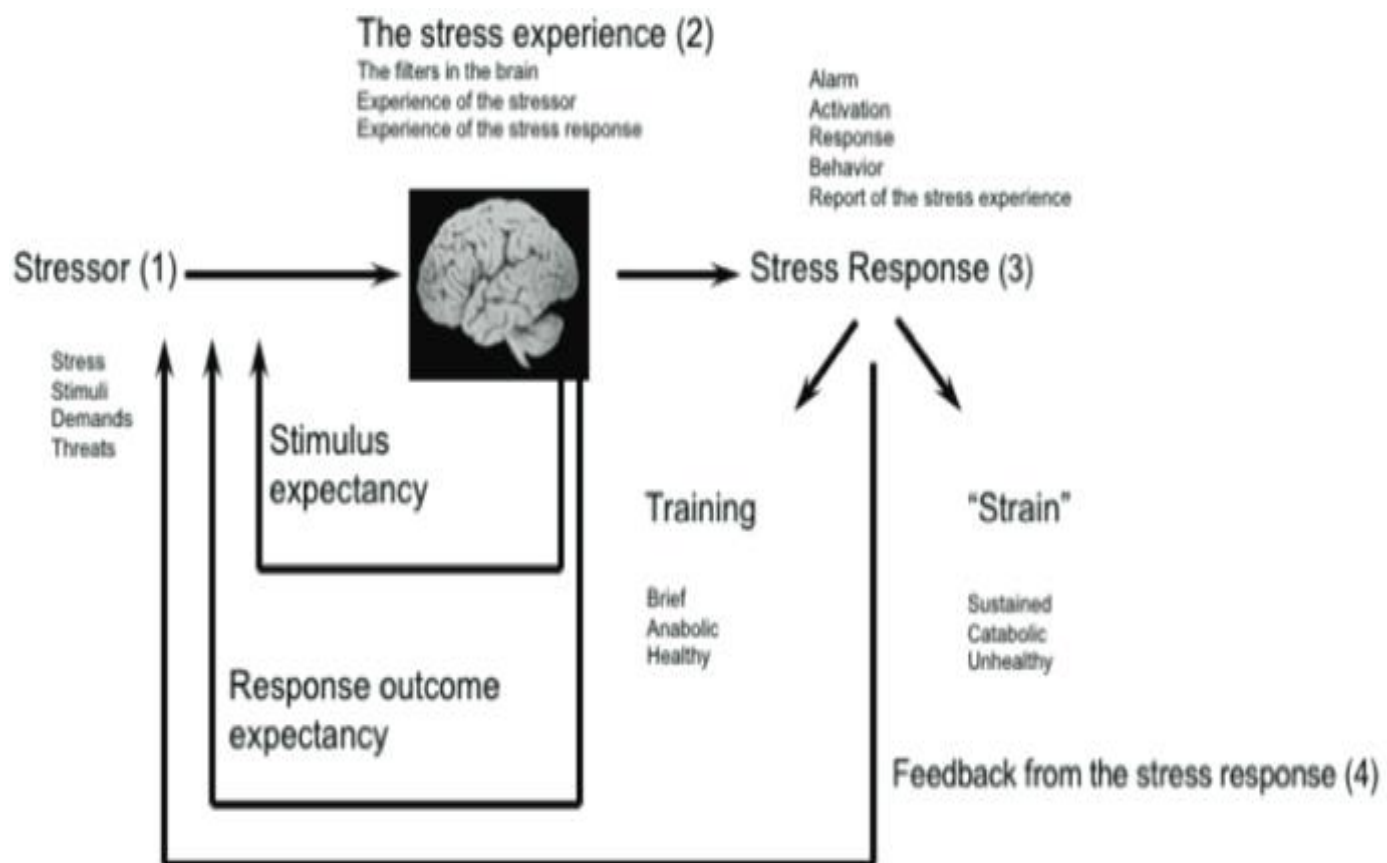 The stress experience (2)
The filters in the brain
Experience of the stressor
Experience of the stress response
Alarm
Activation
Response
Behavior
Report of the stress experience
Stressor (1)
Stress Response (3)
Stress
Stimuli
Demands
Threats
Stimulus
expectancy
Training
“Strain”
Brief
Anabolic
Healthy
Sustained
Catabolic
Unhealthy
Response outcome
expectancy
Feedback from the stress response (4)